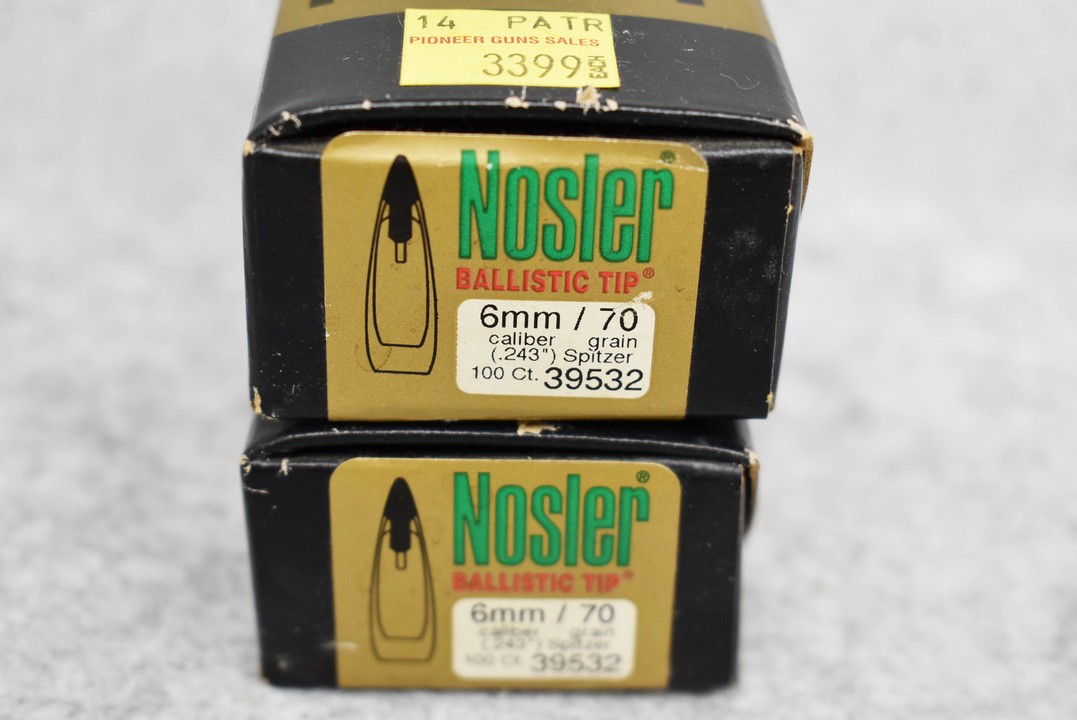 14 PATR
PIONEER GUNS SALES
3399 EACH
Nosler®
BALLISTIC TIP®
6mm / 70
caliber grain
(.243") Spitzer
100 Ct. 39532
Nosler®
BALLISTIC TIP®
6mm / 70
caliber grain
(.243") Spitzer
100 Ct. 39532